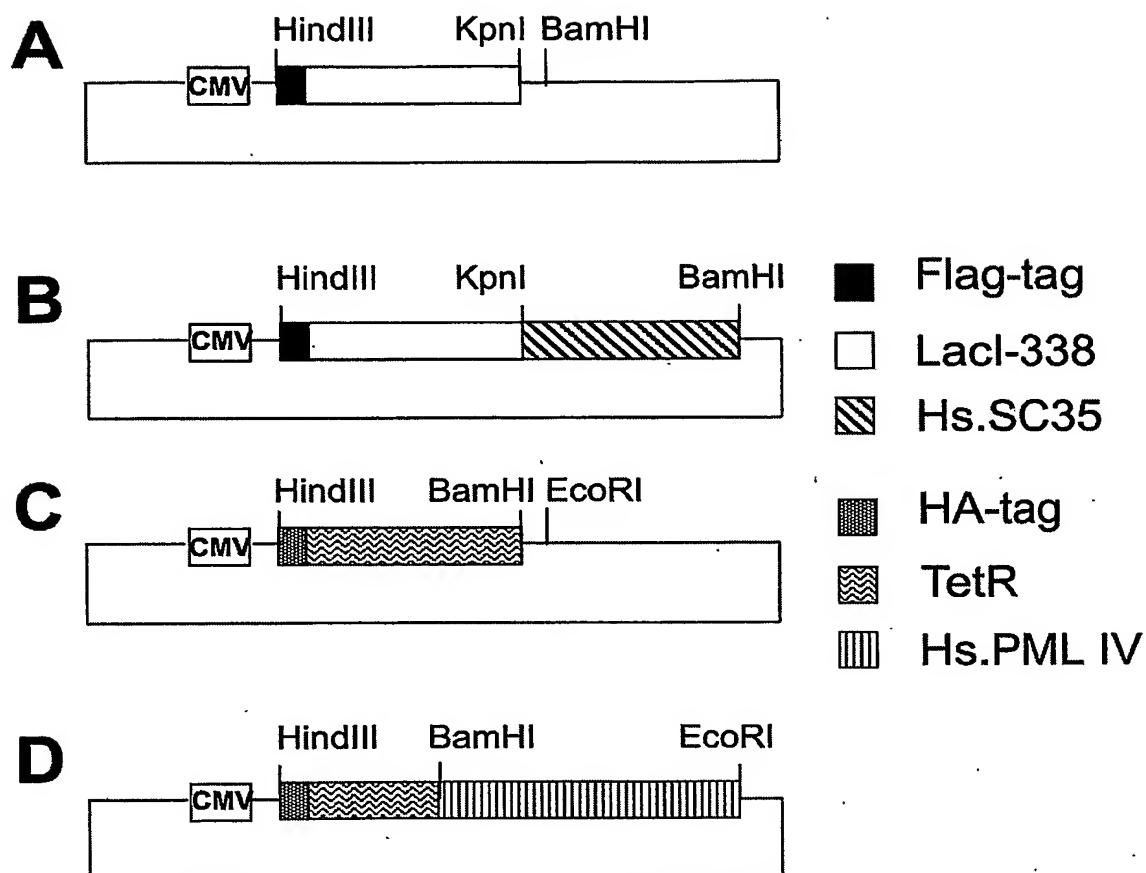 A
HindIII KpnI BamHI
CMV
B
HindIII KpnI BamHI
CMV
Flag-tag
LacI-338
Hs.SC35
C
HindIII BamHI EcoRI
CMV
HA-tag
TetR
Hs.PML IV
D
HindIII BamHI EcoRI
CMV